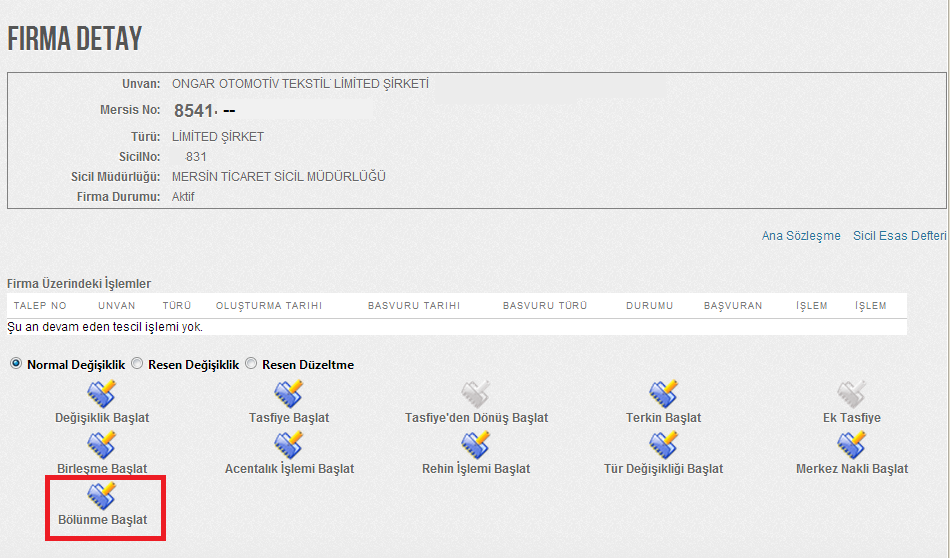 FIRMA DETAY
Unvan: ONGAR OTOMOTİV TEKSTİL LİMİTED ŞİRKETİ
Mersis No: 8541 --
Türü: LİMİTED ŞİRKET
SicilNo: 831
Sicil Müdürlüğü: MERSİN TİCARET SİCİL MÜDÜRLÜĞÜ
Firma Durumu: Aktif
Ana Sözleşme Sicil Esas Defteri
Firma Üzerindeki İşlemler
TALEP NO UNVAN TÜRÜ OLUŞTURMA TARIHI BASVURU TARIHI BASVURU TÜRÜ DURUMU BAŞVURAN İŞLEM İŞLEM
Şu an devam eden tescil işlemi yok.
Normal Değişiklik Resen Değişiklik Resen Düzeltme
Değişiklik Başlat Tasfiye Başlat Tasfiye'den Dönüş Başlat Terkin Başlat Ek Tasfiye
Birleşme Başlat Acentalık İşlemi Başlat Rehin İşlemi Başlat Tür Değişikliği Başlat Merkez Nakli Başlat
Bölünme Başlat